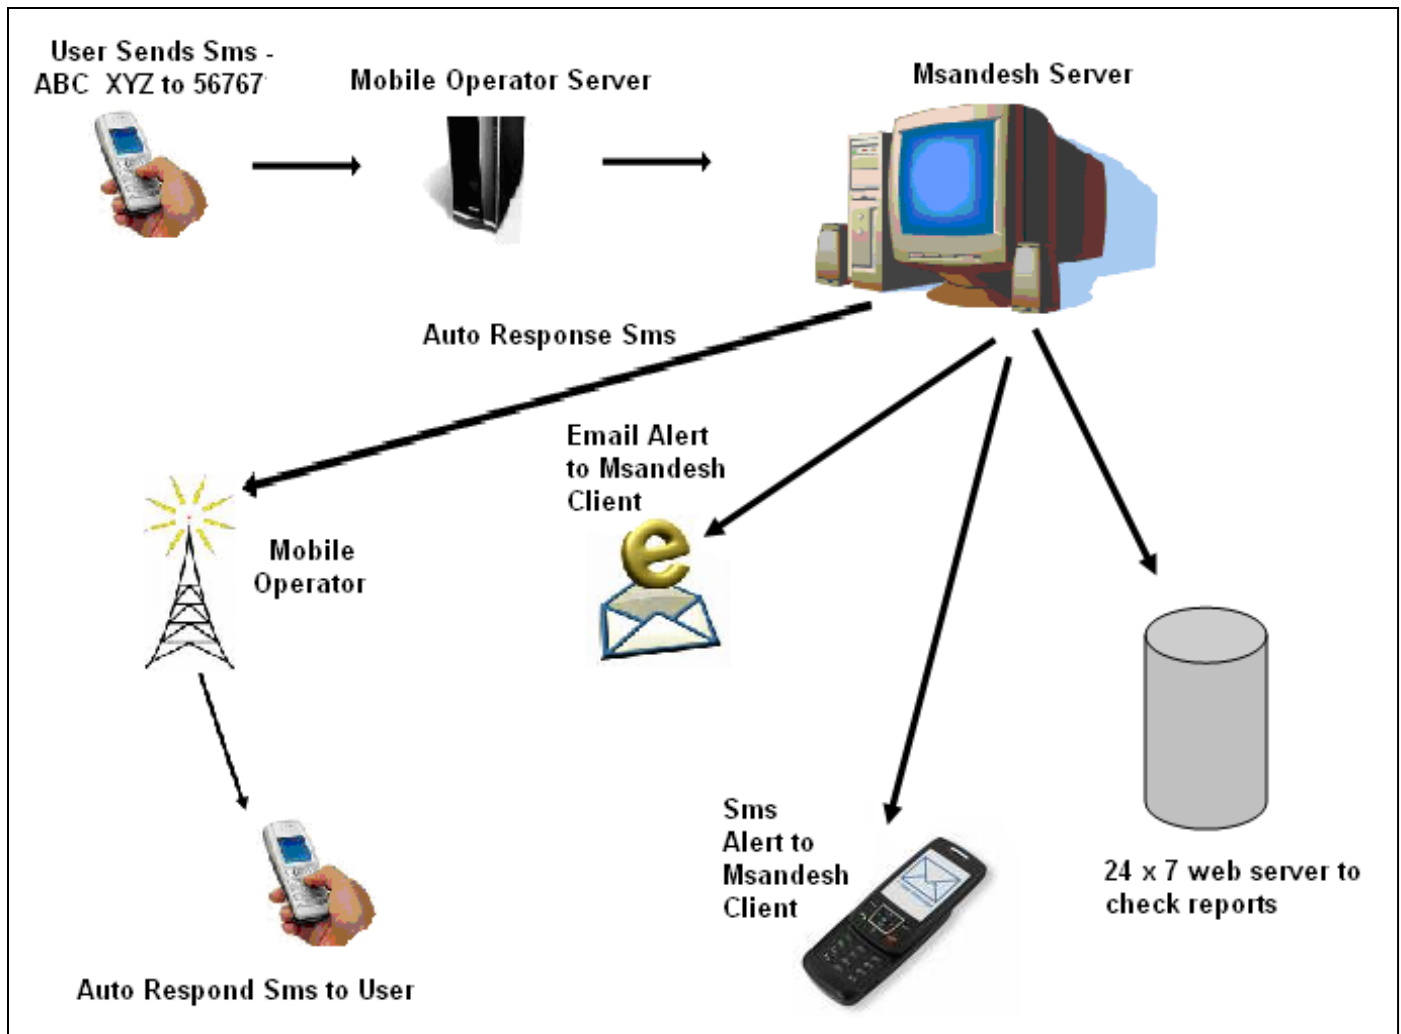 User Sends Sms -
ABC XYZ to 56767
Mobile Operator Server
Msandesh Server
Auto Response Sms
Email Alert
to Msandesh
Client
Mobile
Operator
Sms
Alert to
Msandesh
Client
24 x 7 web server to
check reports
Auto Respond Sms to User